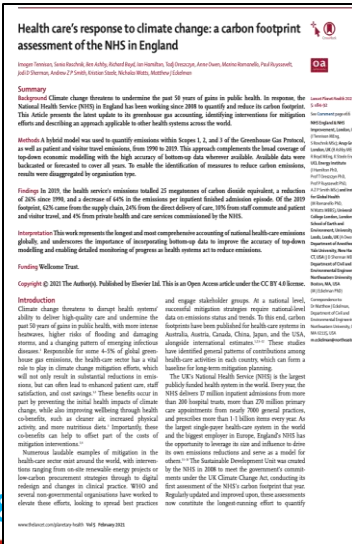 Health care's response to climate change: a carbon footprint
assessment of the NHS in England
Imogen Tennison, Sonia Roschnik, Ben Ashby, Richard Boyd, Ian Hamilton, Tadj Oreszczyn, Anne Owen, Marina Romanello, Paul Ruyssevelt,
Jodi D Sherman, Andrew Z P Smith, Kristian Steele, Nicholas Watts, Matthew J Eckelman
oa
Summary
Background Climate change threatens to undermine the past 50 years of gains in public health. In response, the
National Health Service (NHS) in England has been working since 2008 to quantify and reduce its carbon footprint.
This Article presents the latest update to its greenhouse gas accounting, identifying interventions for mitigation
efforts and describing an approach applicable to other health systems across the world.
Methods A hybrid model was used to quantify emissions within Scopes 1, 2, and 3 of the Greenhouse Gas Protocol,
as well as patient and visitor travel emissions, from 1990 to 2019. This approach complements the broad coverage of
top-down economic modelling with the high accuracy of bottom-up data wherever available. Available data were
backcasted or forecasted to cover all years. To enable the identification of measures to reduce carbon emissions,
results were disaggregated by organisation type.
Findings In 2019, the health service's emissions totalled 25 megatonnes of carbon dioxide equivalent, a reduction
of 26% since 1990, and a decrease of 64% in the emissions per inpatient finished admission episode. Of the 2019
footprint, 62% came from the supply chain, 24% from the direct delivery of care, 10% from staff commute and patient
and visitor travel, and 4% from private health and care services commissioned by the NHS.
Interpretation This work represents the longest and most comprehensive accounting of national health-care emissions
globally, and underscores the importance of incorporating bottom-up data to improve the accuracy of top-down
modelling and enabling detailed monitoring of progress as health systems act to reduce emissions.
Funding Wellcome Trust.
Copyright © 2021 The Author(s). Published by Elsevier Ltd. This is an Open Access article under the CC BY 4.0 license.
Introduction
Climate change threatens to disrupt health systems'
ability to deliver high-quality care and undermine the
past 50 years of gains in public health, with more intense
heatwaves, higher risks of flooding and damaging
storms, and a changing pattern of emerging infectious
diseases. Responsible for some 4–5% of global green-
house gas emissions, the health-care sector has a vital
role to play in climate change mitigation efforts, which
will not only result in substantial reductions in emis-
sions, but can often lead to enhanced patient care, staff
satisfaction, and cost savings. These benefits occur in
part by preventing the initial health impacts of climate
change, while also improving wellbeing through health
co-benefits, such as cleaner air, increased physical
activity, and more nutritious diets. Importantly, these
co-benefits can help to offset part of the costs of
mitigation interventions.
Numerous laudable examples of mitigation in the
health-care sector exist around the world, with interven-
tions ranging from on-site renewable energy projects or
low-carbon procurement strategies through to digital
redesign and changes in clinical practice. WHO and
several non-governmental organisations have worked to
elevate these efforts, looking to spread best practices
and engage stakeholder groups. At a national level,
successful mitigation strategies require national-level
data on emissions status and trends. To this end, carbon
footprints have been published for health-care systems in
Australia, Austria, Canada, China, Japan, and the USA,
alongside international estimates. These studies
have identified general patterns of contributions among
health-care activities in each country, which can form a
baseline for long-term mitigation planning.
The UK's National Health Service (NHS) is the largest
publicly funded health system in the world. Every year, the
NHS delivers 17 million inpatient admissions from more
than 200 hospital trusts, more than 270 million primary
care appointments from nearly 7000 general practices,
and prescribes more than 1·1 billion items every year. As
the largest single-payer health-care system in the world
and the biggest employer in Europe, England's NHS has
the opportunity to leverage its size and influence to drive
its own emissions reductions and serve as a model for
others. The Sustainable Development Unit was created
by the NHS in 2008 to meet the government's commit-
ments under the UK Climate Change Act, conducting its
first assessment of the NHS's carbon footprint that year.
Regularly updated and improved upon, these assessments
now constitute the longest-running effort to quantify
www.thelancet.com/planetary-health Vol 5 February 2021